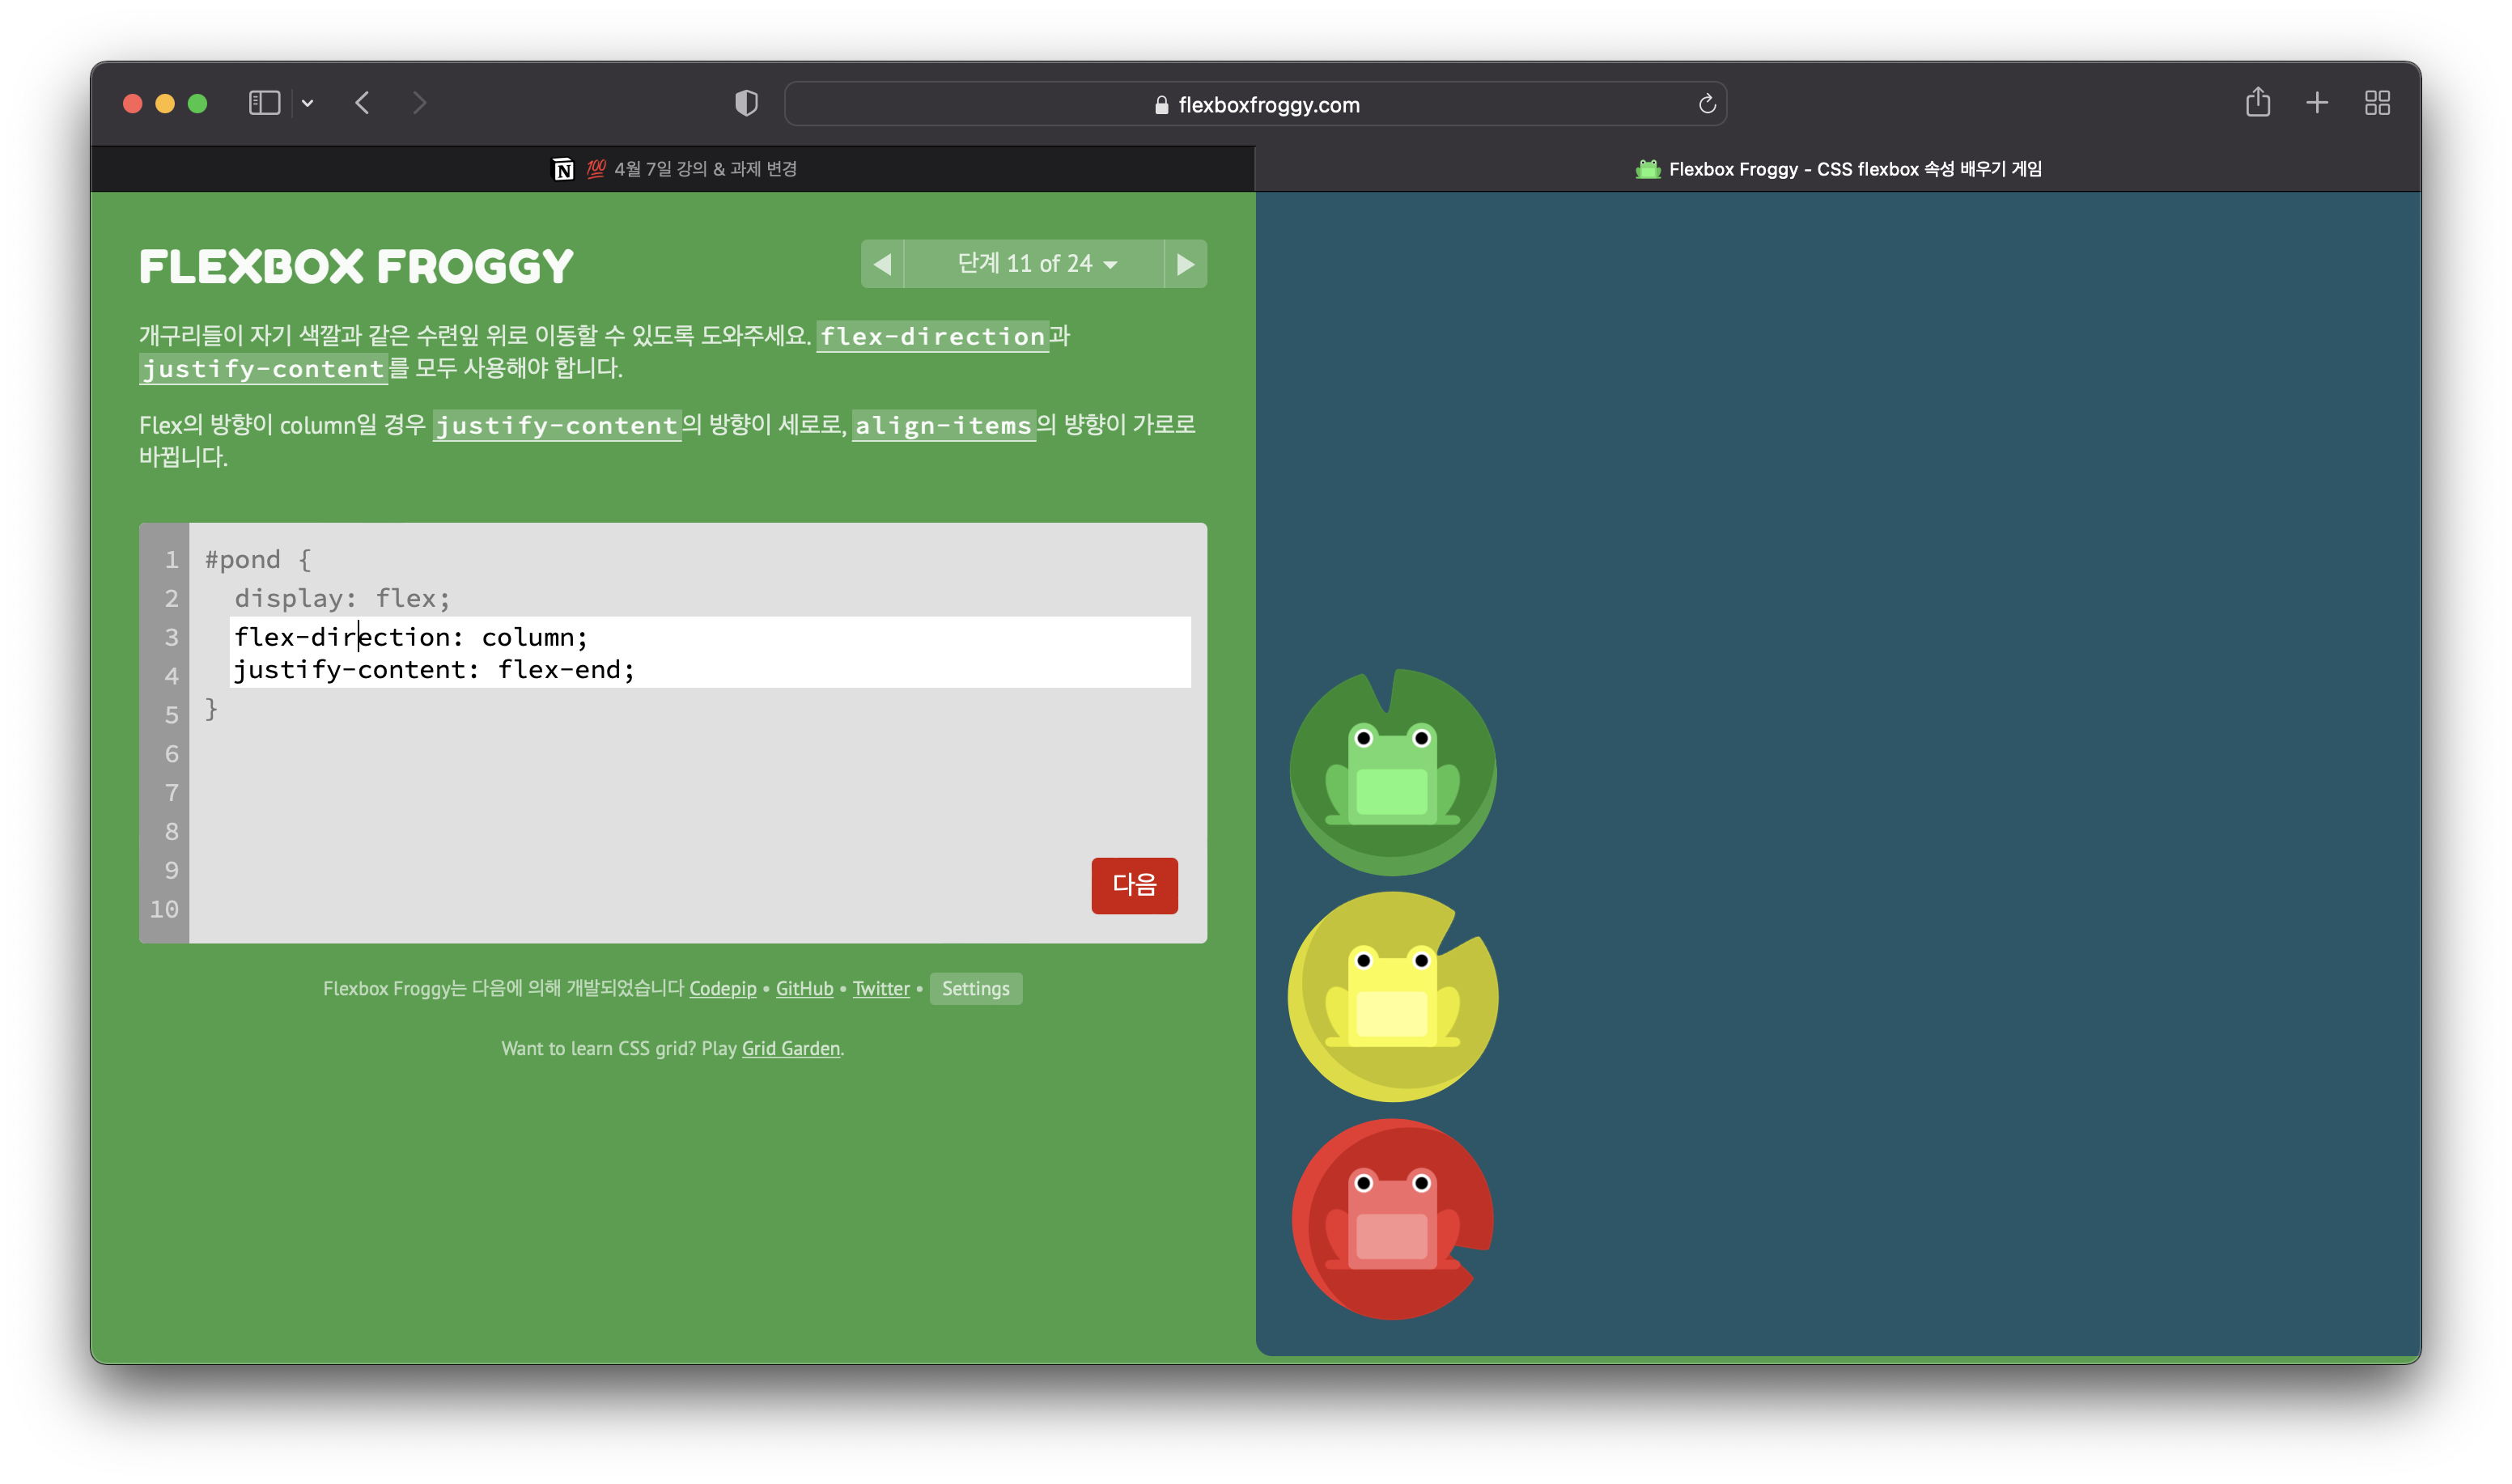 flexboxfroggy.com
💯 4월 7일 강의 & 과제 변경
Flexbox Froggy - CSS flexbox 속성 배우기 게임
FLEXBOX FROGGY
단계 11 of 24
개구리들이 자기 색깔과 같은 수련잎 위로 이동할 수 있도록 도와주세요. flex-direction과
justify-content를 모두 사용해야 합니다.
Flex의 방향이 column일 경우 justify-content의 방향이 세로로, align-items의 방향이 가로로
바뀝니다.
1 #pond {
2 display: flex;
3 flex-direction: column;
4 justify-content: flex-end;
5 }
6
7
8
9
10
다음
Flexbox Froggy는 다음에 의해 개발되었습니다 Codepip • GitHub • Twitter • Settings
Want to learn CSS grid? Play Grid Garden.